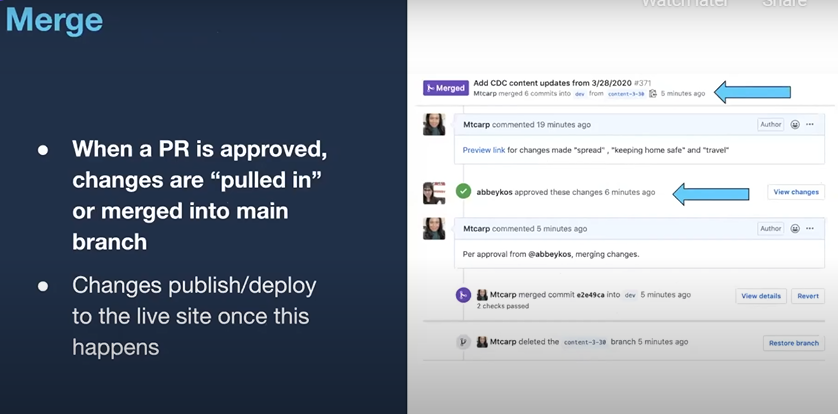 Watch later Share
Merge
When a PR is approved,
changes are “pulled in”
or merged into main
branch
Changes publish/deploy
to the live site once this
happens
Merged
Add CDC content updates from 3/28/2020 #371
Mtcarp merged 6 commits into dev from content-3-30 5 minutes ago
Mtcarp commented 19 minutes ago Author
Preview link for changes made "spread" , "keeping home safe" and "travel"
abbeykos approved these changes 6 minutes ago View changes
Mtcarp commented 5 minutes ago Author
Per approval from @abbeykos, merging changes.
Mtcarp merged commit e2e49ca into dev 5 minutes ago View details Revert
2 checks passed
Mtcarp deleted the content-3-30 branch 5 minutes ago Restore branch